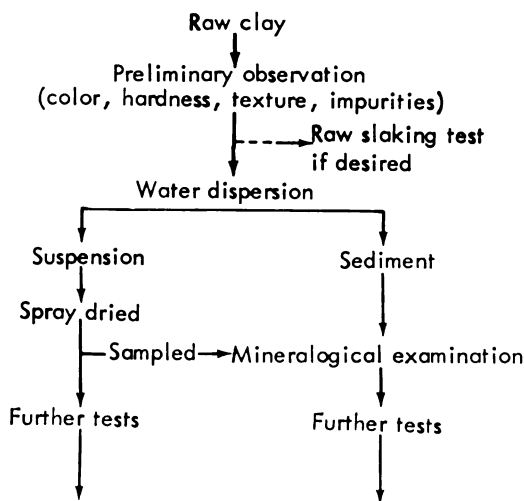 Raw clay
Preliminary observation
(color, hardness, texture, impurities)
Raw slaking test
if desired
Water dispersion
Suspension
Sediment
Spray dried
Sampled
Mineralogical examination
Further tests
Further tests